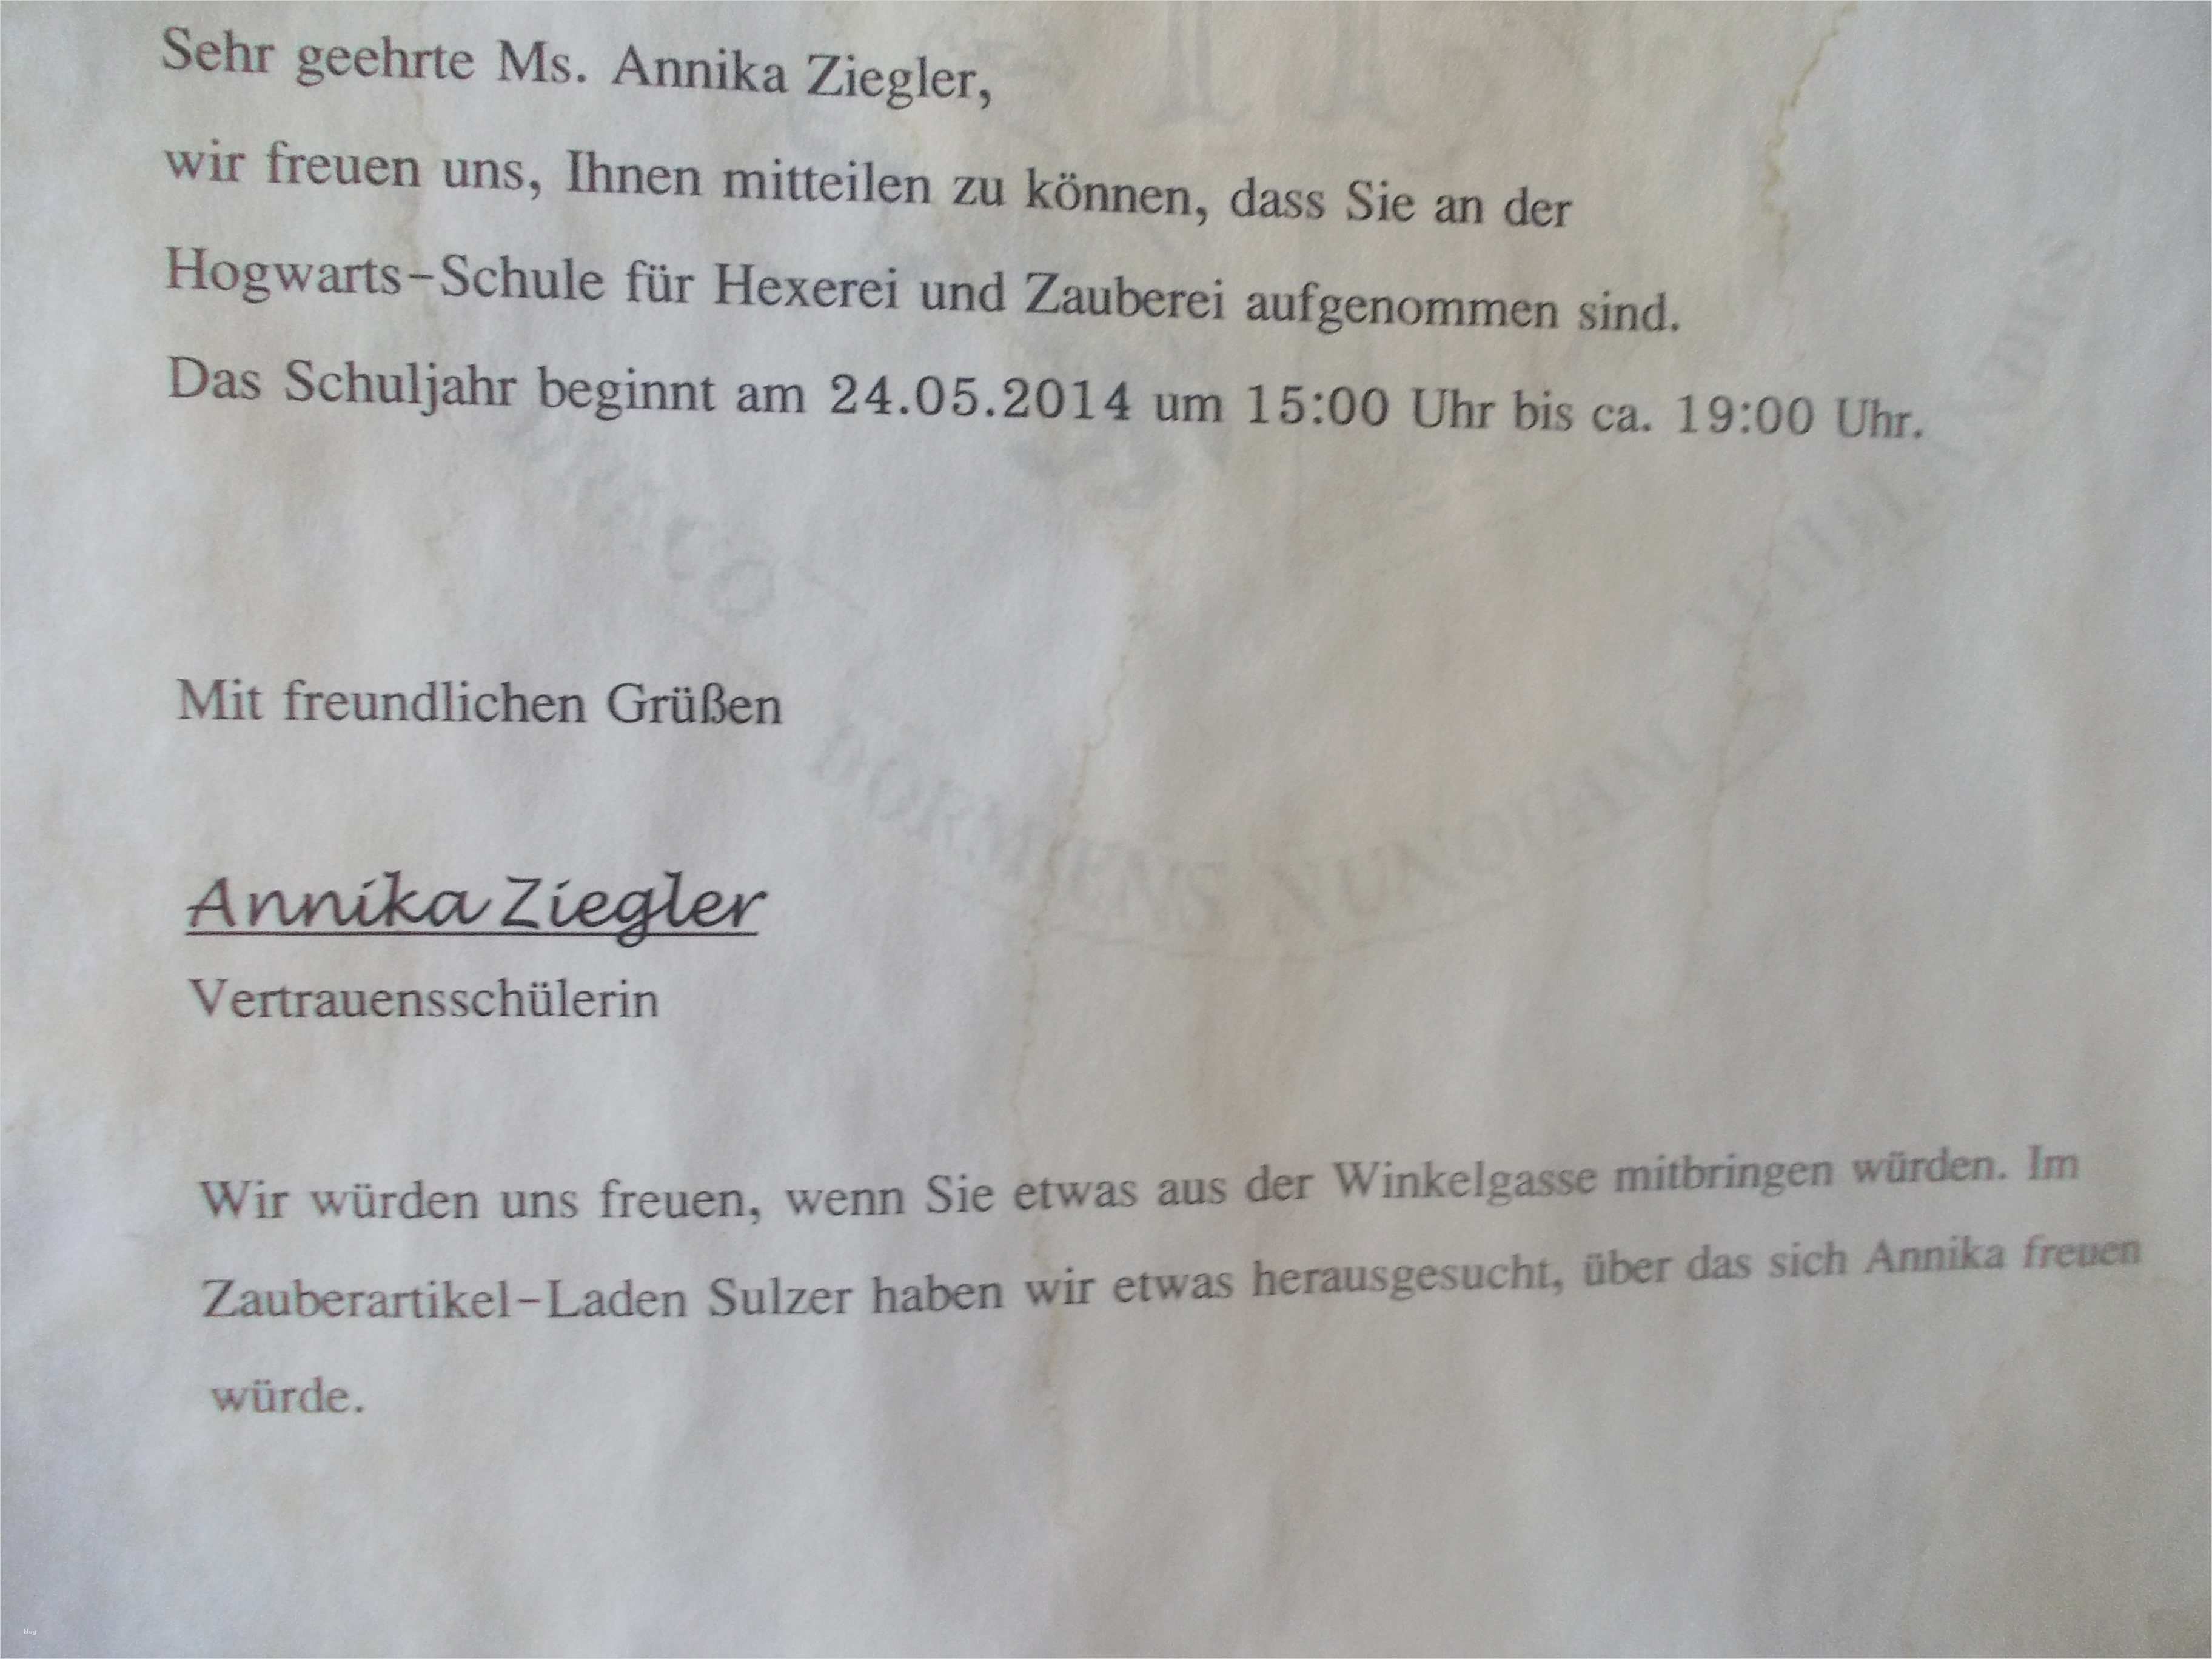 Sehr geehrte Ms. Annika Ziegler,
wir freuen uns, Ihnen mitteilen zu können, dass Sie an der
Hogwarts-Schule für Hexerei und Zauberei aufgenommen sind.
Das Schuljahr beginnt am 24.05.2014 um 15:00 Uhr bis ca. 19:00 Uhr.
Mit freundlichen Grüßen
DORMIENS NUNQUAM
Annika Ziegler
Vertrauensschülerin
Wir würden uns freuen, wenn Sie etwas aus der Winkelgasse mitbringen würden. Im
Zauberartikel-Laden Sulzer haben wir etwas herausgesucht, über das sich Annika freuen
würde.